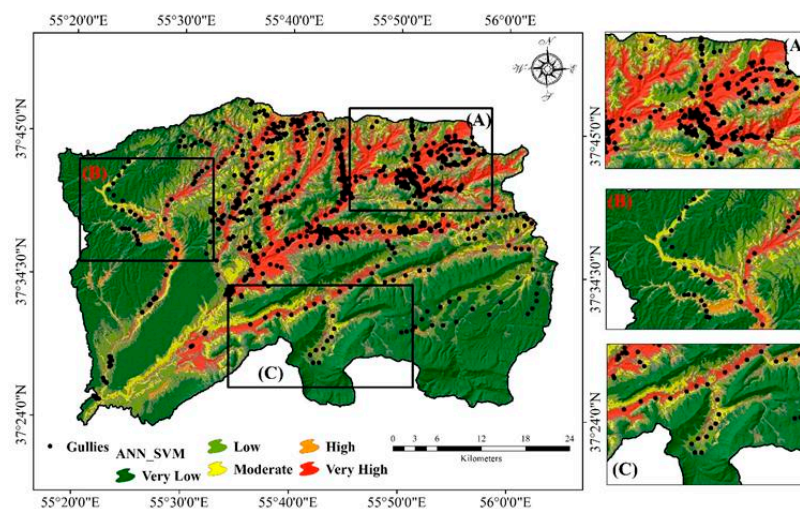 55°20'0"E 55°30'0"E 55°40'0"E 55°50'0"E 56°00'0"E
N
W E
S
37°45'0"N
37°34'30"N
37°24'0"N
(A)
(B)
(C)
Gullies
ANN_SVM
Very Low
Low
Moderate
High
Very High
0 3 6 12 18 24
Kilometers
55°20'0"E 55°30'0"E 55°40'0"E 55°50'0"E 56°0'0"E
(A
37°45'0"N
(B)
37°34'30"N
(C)
37°24'0"N